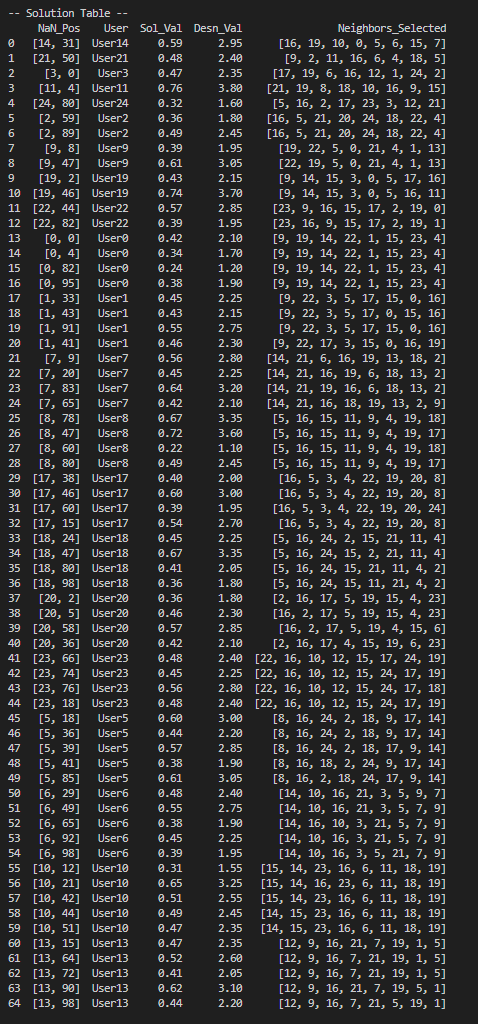 -- Solution Table --
NaN_Pos User Sol_Val Desn_Val Neighbors_Selected
0 [14, 31] User14 0.59 2.95 [16, 19, 10, 0, 5, 6, 15, 7]
1 [21, 50] User21 0.48 2.40 [9, 2, 11, 16, 6, 4, 18, 5]
2 [3, 0] User3 0.47 2.35 [17, 19, 6, 16, 12, 1, 24, 2]
3 [11, 4] User11 0.76 3.80 [21, 19, 8, 18, 10, 16, 9, 15]
4 [24, 80] User24 0.32 1.60 [5, 16, 2, 17, 23, 3, 12, 21]
5 [2, 59] User2 0.36 1.80 [16, 5, 21, 20, 24, 18, 22, 4]
6 [2, 89] User2 0.49 2.45 [16, 5, 21, 20, 24, 18, 22, 4]
7 [9, 8] User9 0.39 1.95 [19, 22, 5, 0, 21, 4, 1, 13]
8 [9, 47] User9 0.61 3.05 [22, 19, 5, 0, 21, 4, 1, 13]
9 [19, 2] User19 0.43 2.15 [9, 14, 15, 3, 0, 5, 17, 16]
10 [19, 46] User19 0.74 3.70 [9, 14, 15, 3, 0, 5, 16, 11]
11 [22, 44] User22 0.57 2.85 [23, 9, 16, 15, 17, 2, 19, 0]
12 [22, 82] User22 0.39 1.95 [23, 16, 9, 15, 17, 2, 19, 1]
13 [0, 0] User0 0.42 2.10 [9, 19, 14, 22, 1, 15, 23, 4]
14 [0, 4] User0 0.34 1.70 [9, 19, 14, 22, 1, 15, 23, 4]
15 [0, 82] User0 0.24 1.20 [9, 19, 14, 22, 1, 15, 23, 4]
16 [0, 95] User0 0.38 1.90 [9, 19, 14, 22, 1, 15, 23, 4]
17 [1, 33] User1 0.45 2.25 [9, 22, 3, 5, 17, 15, 0, 16]
18 [1, 43] User1 0.43 2.15 [9, 22, 3, 5, 17, 0, 15, 16]
19 [1, 91] User1 0.55 2.75 [9, 22, 3, 5, 17, 15, 0, 16]
20 [1, 41] User1 0.46 2.30 [9, 22, 17, 3, 15, 0, 16, 19]
21 [7, 9] User7 0.56 2.80 [14, 21, 6, 16, 19, 13, 18, 2]
22 [7, 20] User7 0.45 2.25 [14, 21, 16, 19, 6, 18, 13, 2]
23 [7, 83] User7 0.64 3.20 [14, 21, 19, 16, 6, 18, 13, 2]
24 [7, 65] User7 0.42 2.10 [14, 21, 16, 18, 19, 13, 2, 9]
25 [8, 78] User8 0.67 3.35 [5, 16, 15, 11, 9, 4, 19, 18]
26 [8, 47] User8 0.72 3.60 [5, 16, 15, 11, 9, 4, 19, 17]
27 [8, 60] User8 0.22 1.10 [5, 16, 15, 11, 9, 4, 19, 18]
28 [8, 80] User8 0.49 2.45 [5, 16, 15, 11, 9, 4, 19, 17]
29 [17, 38] User17 0.40 2.00 [16, 5, 3, 4, 22, 19, 20, 8]
30 [17, 46] User17 0.60 3.00 [16, 5, 3, 4, 22, 19, 20, 8]
31 [17, 60] User17 0.39 1.95 [16, 5, 3, 4, 22, 19, 20, 24]
32 [17, 15] User17 0.54 2.70 [16, 5, 3, 4, 22, 19, 20, 8]
33 [18, 24] User18 0.45 2.25 [5, 16, 24, 2, 15, 21, 11, 4]
34 [18, 47] User18 0.67 3.35 [5, 16, 24, 15, 2, 21, 11, 4]
35 [18, 80] User18 0.41 2.05 [5, 16, 24, 15, 21, 11, 4, 2]
36 [18, 98] User18 0.36 1.80 [5, 16, 24, 15, 11, 21, 4, 2]
37 [20, 2] User20 0.36 1.80 [2, 16, 17, 5, 19, 15, 4, 23]
38 [20, 5] User20 0.46 2.30 [16, 2, 17, 5, 19, 15, 4, 23]
39 [20, 58] User20 0.57 2.85 [16, 2, 17, 5, 19, 4, 15, 6]
40 [20, 36] User20 0.42 2.10 [2, 16, 17, 4, 15, 19, 6, 23]
41 [23, 66] User23 0.48 2.40 [22, 16, 10, 12, 15, 17, 24, 19]
42 [23, 74] User23 0.45 2.25 [22, 16, 10, 12, 15, 24, 17, 19]
43 [23, 76] User23 0.56 2.80 [22, 16, 10, 12, 15, 24, 17, 18]
44 [23, 18] User23 0.48 2.40 [22, 16, 10, 12, 15, 24, 17, 19]
45 [5, 18] User5 0.60 3.00 [8, 16, 24, 2, 18, 9, 17, 14]
46 [5, 36] User5 0.44 2.20 [8, 16, 24, 2, 18, 9, 17, 14]
47 [5, 39] User5 0.57 2.85 [8, 16, 24, 2, 18, 17, 9, 14]
48 [5, 41] User5 0.38 1.90 [8, 16, 18, 2, 24, 9, 17, 14]
49 [5, 85] User5 0.61 3.05 [8, 16, 2, 18, 24, 17, 9, 14]
50 [6, 29] User6 0.48 2.40 [14, 10, 16, 21, 3, 5, 9, 7]
51 [6, 49] User6 0.55 2.75 [14, 10, 16, 21, 3, 5, 7, 9]
52 [6, 65] User6 0.38 1.90 [14, 16, 10, 3, 21, 5, 7, 9]
53 [6, 92] User6 0.45 2.25 [14, 10, 16, 3, 21, 5, 7, 9]
54 [6, 98] User6 0.39 1.95 [14, 10, 16, 3, 5, 21, 7, 9]
55 [10, 12] User10 0.31 1.55 [15, 14, 23, 16, 6, 11, 18, 19]
56 [10, 21] User10 0.65 3.25 [15, 14, 16, 23, 6, 11, 18, 19]
57 [10, 42] User10 0.51 2.55 [15, 14, 23, 16, 6, 11, 18, 19]
58 [10, 44] User10 0.49 2.45 [14, 15, 23, 16, 6, 11, 18, 19]
59 [10, 51] User10 0.47 2.35 [14, 15, 23, 16, 6, 11, 18, 19]
60 [13, 15] User13 0.47 2.35 [12, 9, 16, 21, 7, 19, 1, 5]
61 [13, 64] User13 0.52 2.60 [12, 9, 16, 7, 21, 19, 1, 5]
62 [13, 72] User13 0.41 2.05 [12, 9, 16, 7, 21, 19, 1, 5]
63 [13, 90] User13 0.62 3.10 [12, 9, 16, 21, 7, 19, 5, 1]
64 [13, 98] User13 0.44 2.20 [12, 9, 16, 7, 21, 5, 19, 1]